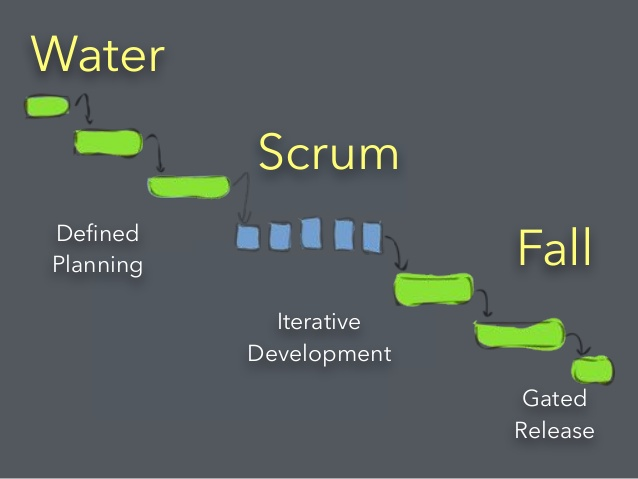 Water
Scrum
Defined
Planning
Fall
Iterative
Development
Gated
Release